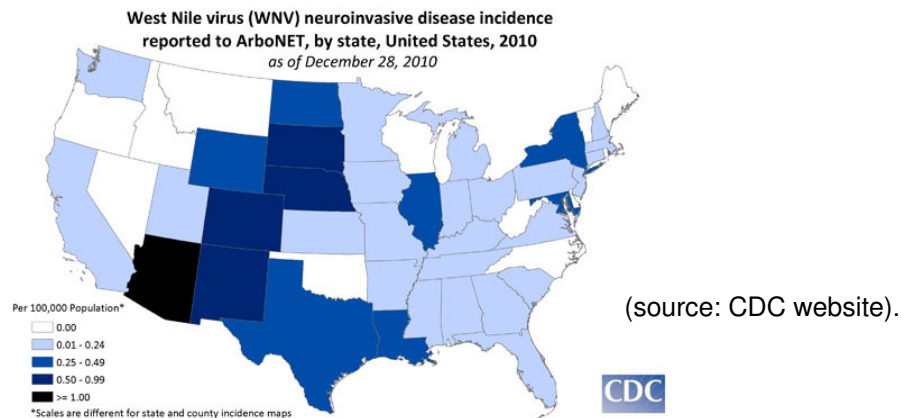 West Nile virus (WNV) neuroinvasive disease incidence
reported to ArboNET, by state, United States, 2010
as of December 28, 2010
Per 100,000 Population*
0.00
0.01 - 0.24
0.25 - 0.49
0.50 - 0.99
>= 1.00
*Scales are different for state and county incidence maps
CDC
(source: CDC website).